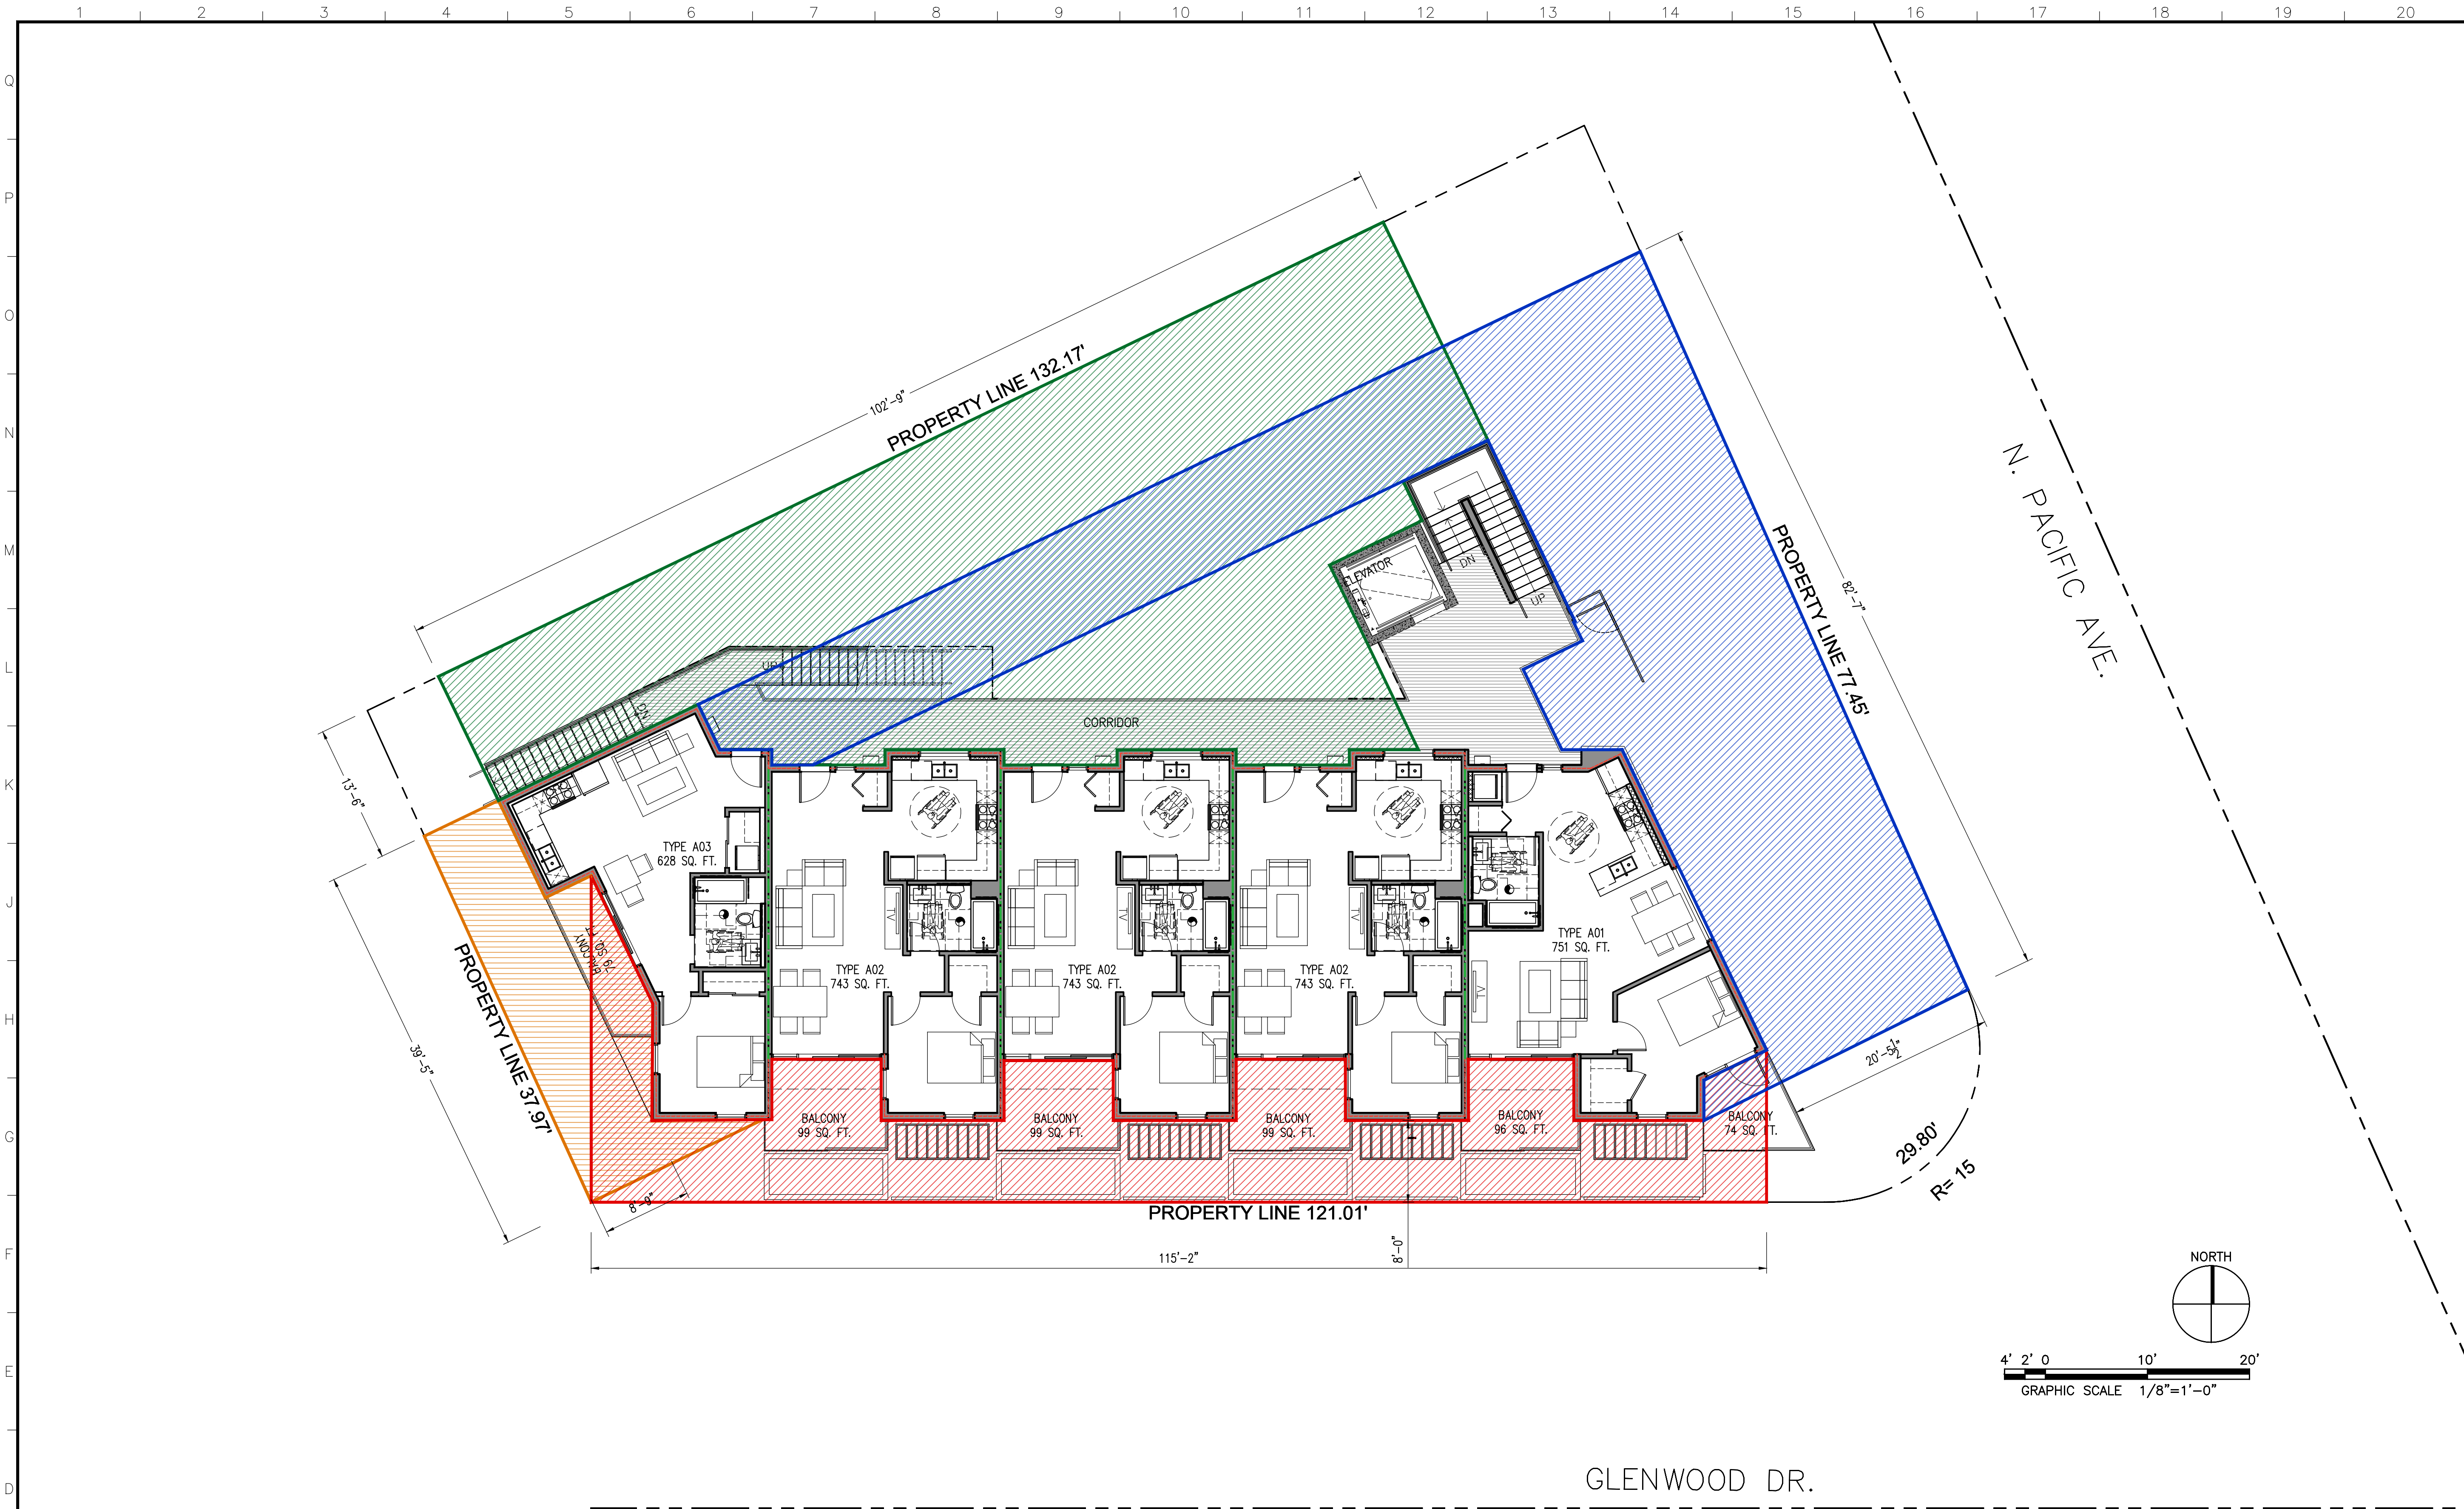 1 2 3 4 5 6 7 8 9 10 11 12 13 14 15 16 17 18 19 20
Q
P
O
N
M
L
K
J
H
G
F
E
D
PROPERTY LINE 132.17'
102'-9"
N. PACIFIC AVE.
PROPERTY LINE 77.45'
82'-7"
ELEVATOR
DN
UP
UP
DN
CORRIDOR
13'-6"
TYPE A03
628 SQ. FT.
BALCONY
79 SQ. FT.
PROPERTY LINE 37.97'
39'-5"
TYPE A02
743 SQ. FT.
TV
TYPE A02
743 SQ. FT.
TV
TYPE A02
743 SQ. FT.
TV
TYPE A01
751 SQ. FT.
TV
BALCONY
99 SQ. FT.
BALCONY
99 SQ. FT.
BALCONY
99 SQ. FT.
BALCONY
96 SQ. FT.
BALCONY
74 SQ. FT.
20'-5½"
29.80'
R= 15
8'-9"
PROPERTY LINE 121.01'
115'-2"
8'-0"
NORTH
4' 2' 0 10' 20'
GRAPHIC SCALE 1/8"=1'-0"
GLENWOOD DR.